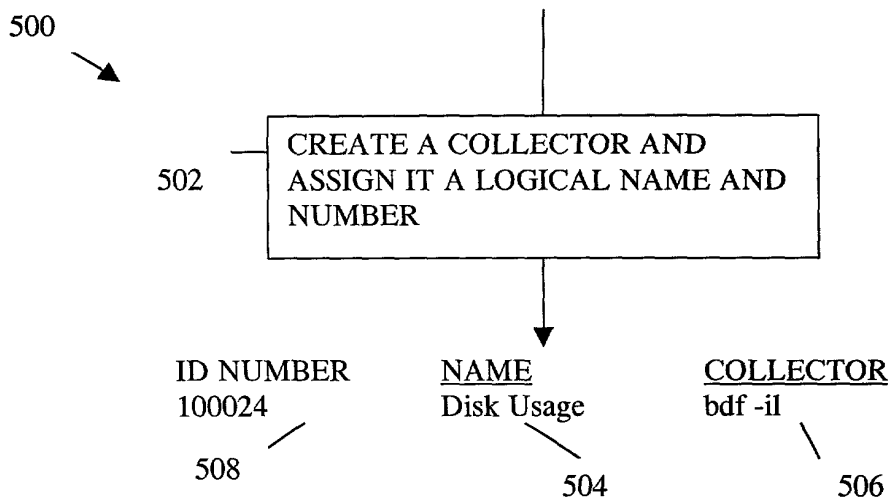 500
502
CREATE A COLLECTOR AND
ASSIGN IT A LOGICAL NAME AND
NUMBER
ID NUMBER NAME COLLECTOR
100024 Disk Usage bdf -il
508 504 506